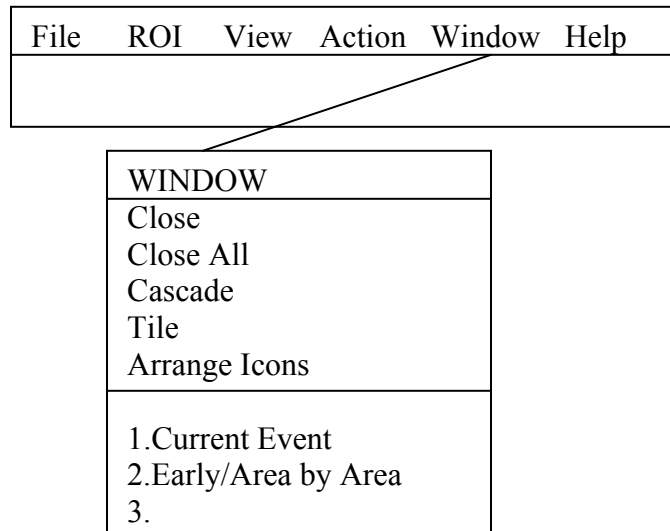 File ROI View Action Window Help
WINDOW
Close
Close All
Cascade
Tile
Arrange Icons
1.Current Event
2.Early/Area by Area
3.